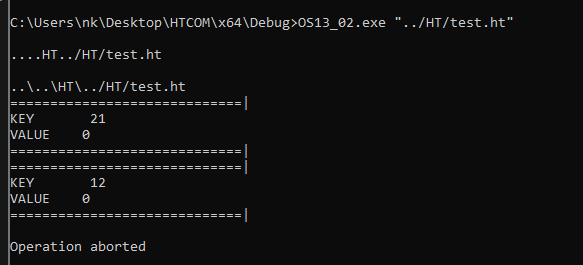 C:\Users\nk\Desktop\HTCOM\x64\Debug>OS13_02.exe "../HT/test.ht"
....HT../HT/test.ht
..\..\HT\../HT/test.ht
=============================|
KEY       21
VALUE    0
=============================|
=============================|
KEY       12
VALUE    0
=============================|
Operation aborted